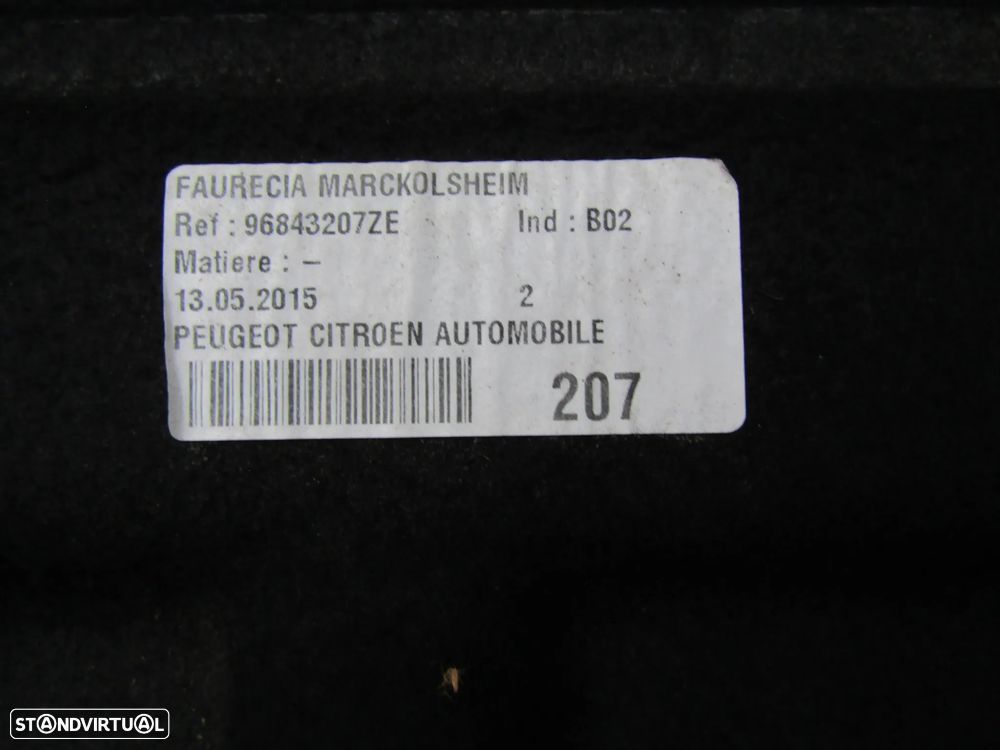 FAURECIA MARCKOLSHEIM
Ref : 96843207ZE Ind : B02
Matiere : –
13.05.2015 2
PEUGEOT CITROEN AUTOMOBILE
207
STANDVIRTUAL